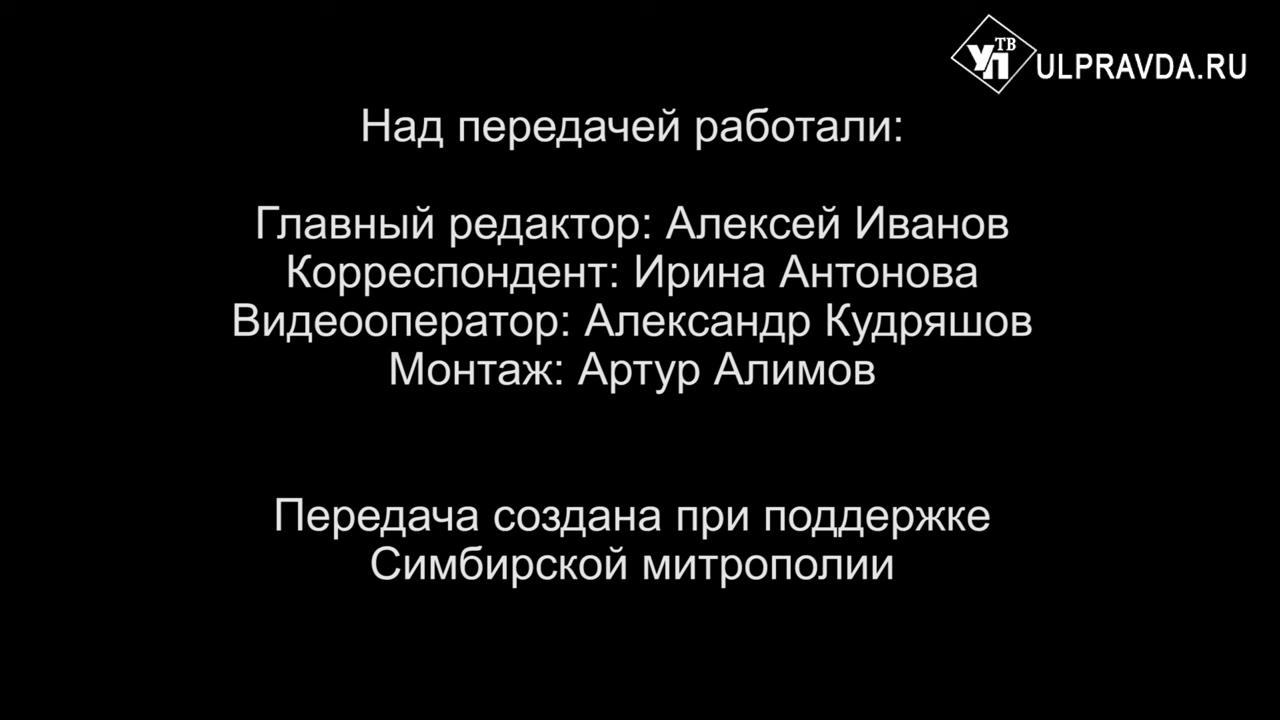 УП ТВ ULPRAVDA.RU
Над передачей работали:
Главный редактор: Алексей Иванов
Корреспондент: Ирина Антонова
Видеооператор: Александр Кудряшов
Монтаж: Артур Алимов
Передача создана при поддержке
Симбирской митрополии